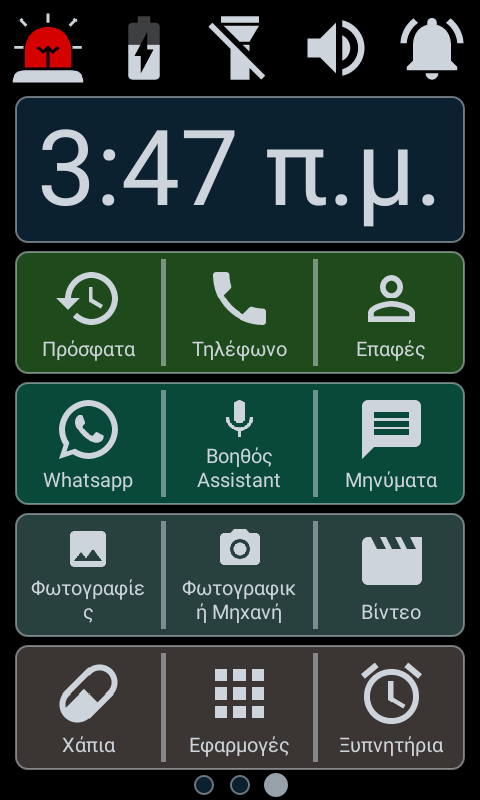 3:47 π.μ.
Πρόσφατα
Τηλέφωνο
Επαφές
Whatsapp
Βοηθός
Assistant
Μηνύματα
Φωτογραφίε
ς
Φωτογραφικ
ή Μηχανή
Βίντεο
Χάπια
Εφαρμογές
Ξυπνητήρια